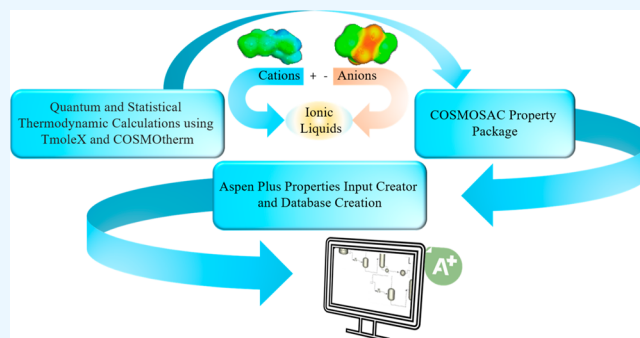 Cations + - Anions
Ionic
Liquids
Quantum and Statistical
Thermodynamic Calculations using
TmoleX and COSMOtherm
COSMOSAC Property
Package
Aspen Plus Properties Input Creator
and Database Creation
A+